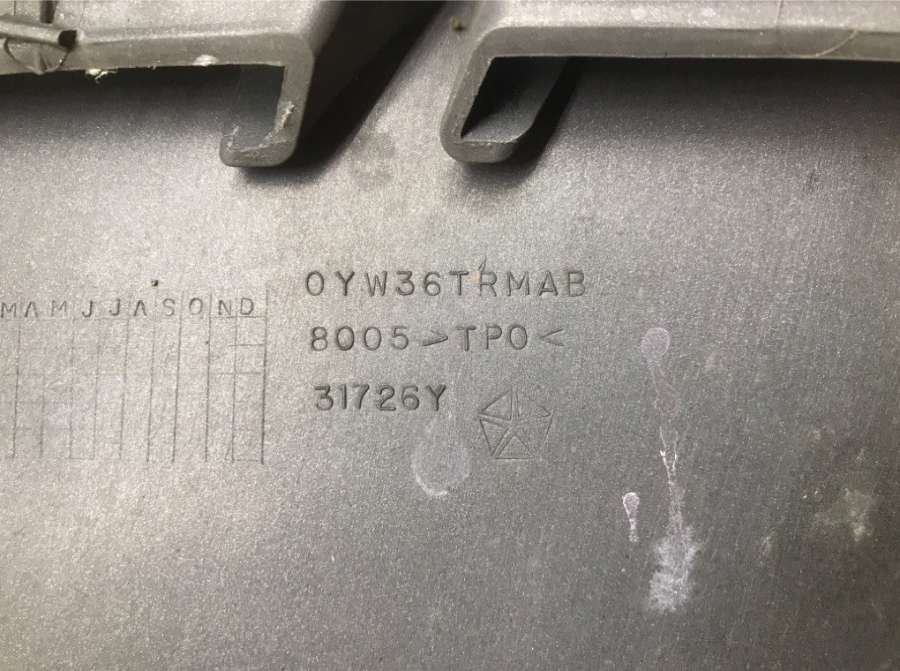 MAMJJASOND
0YW36TRMAB
8005 >TPO<
31726Y